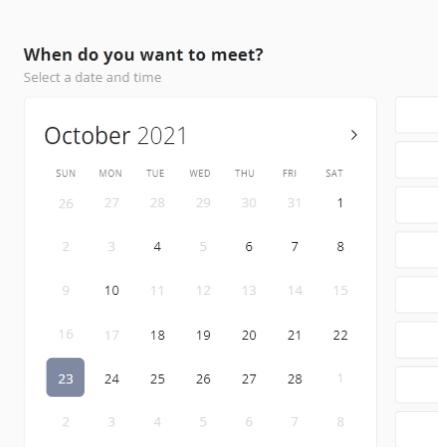 When do you want to meet?
Select a date and time
October 2021
SUN MON TUE WED THU FRI SAT
26 27 28 29 30 31 1
2 3 4 5 6 7 8
9 10 11 12 13 14 15
16 17 18 19 20 21 22
23 24 25 26 27 28 1
2 3 4 5 6 7 8